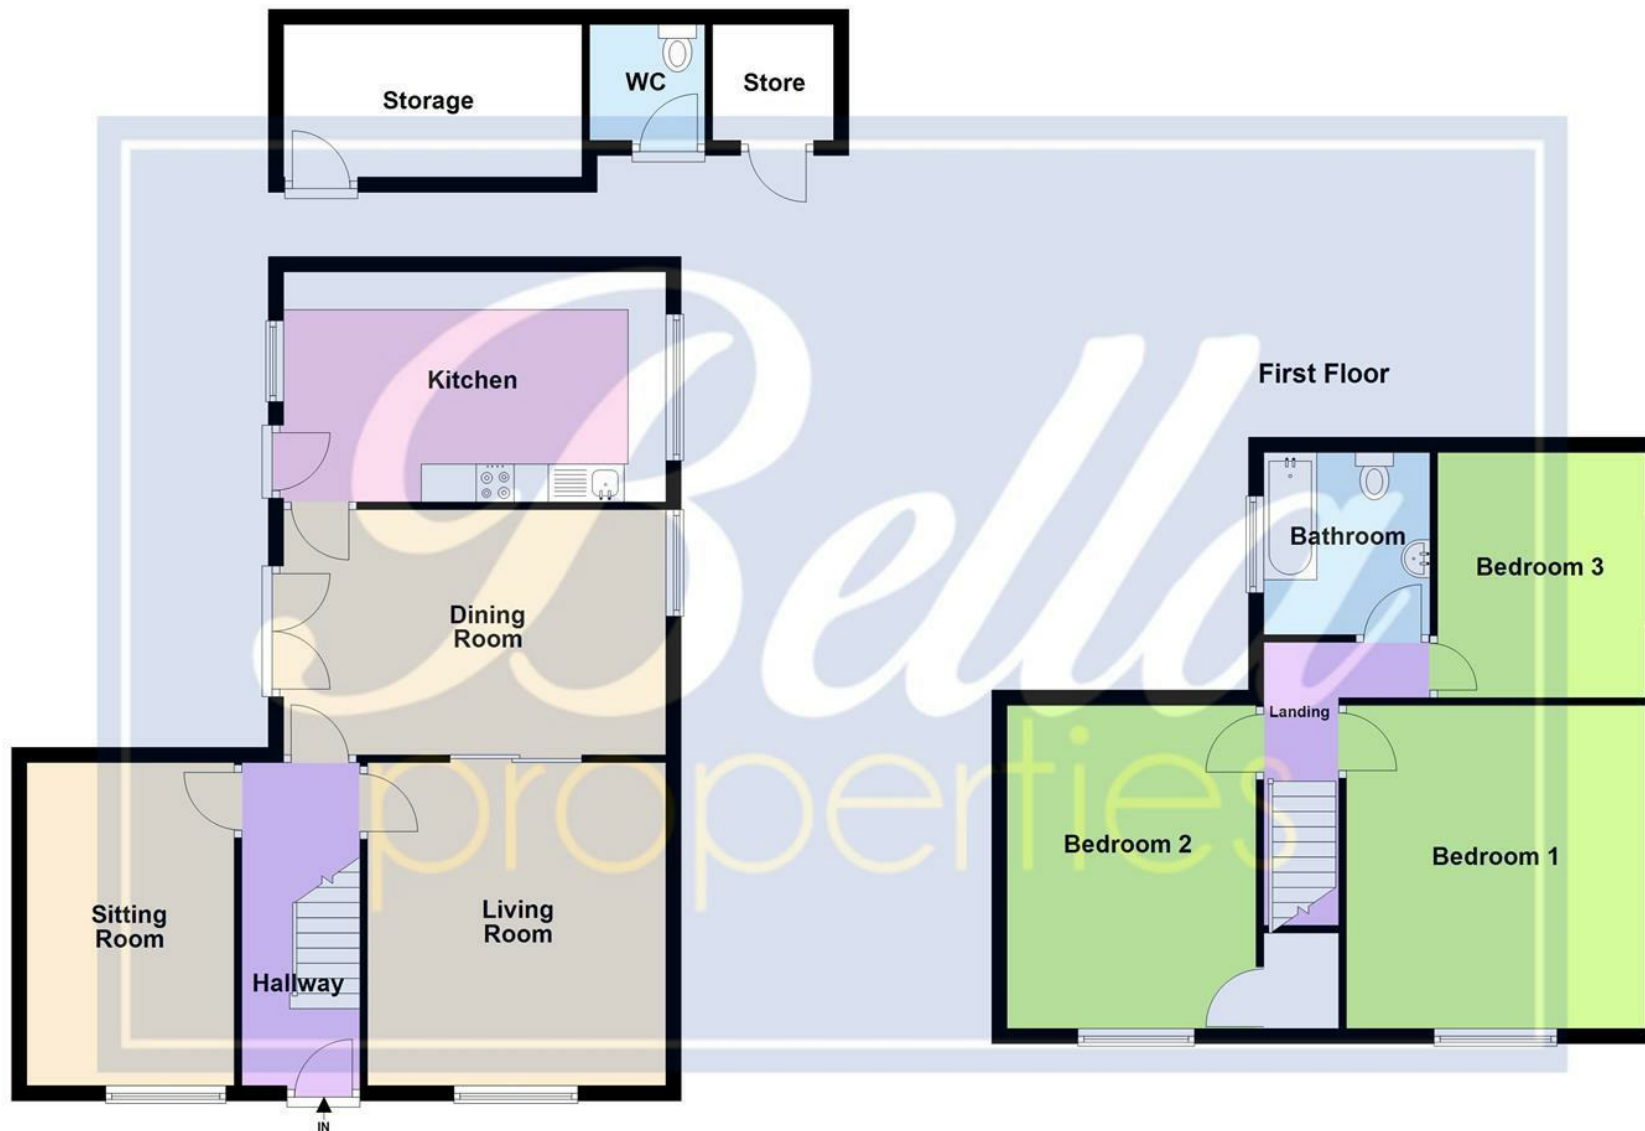 Storage
WC
Store
Kitchen
Dining
Room
Sitting
Room
Hallway
Living
Room
IN
First Floor
Bathroom
Bedroom 3
Landing
Bedroom 2
Bedroom 1
Bella
properties